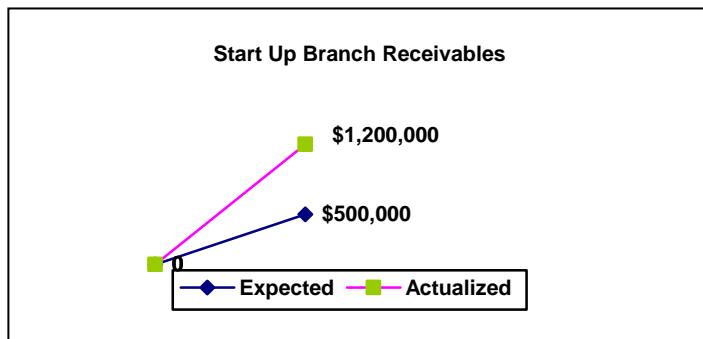 Start Up Branch Receivables
$1,200,000
$500,000
0
Expected Actualized